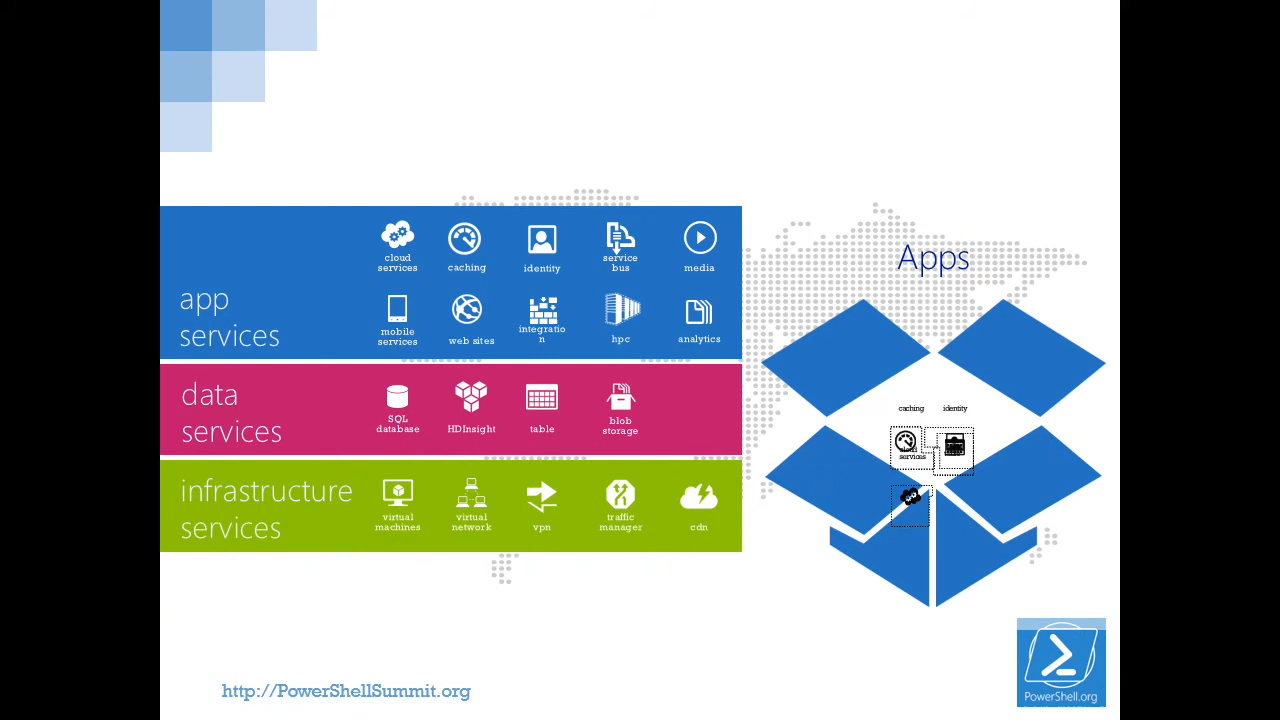 app
services
cloud
services
caching
identity
service
bus
media
mobile
services
web sites
integratio
n
hpc
analytics
data
services
SQL
database
HDInsight
table
blob
storage
infrastructure
services
virtual
machines
virtual
network
vpn
traffic
manager
cdn
Apps
caching
identity
cloud
services
http://PowerShellSummit.org
PowerShell.org